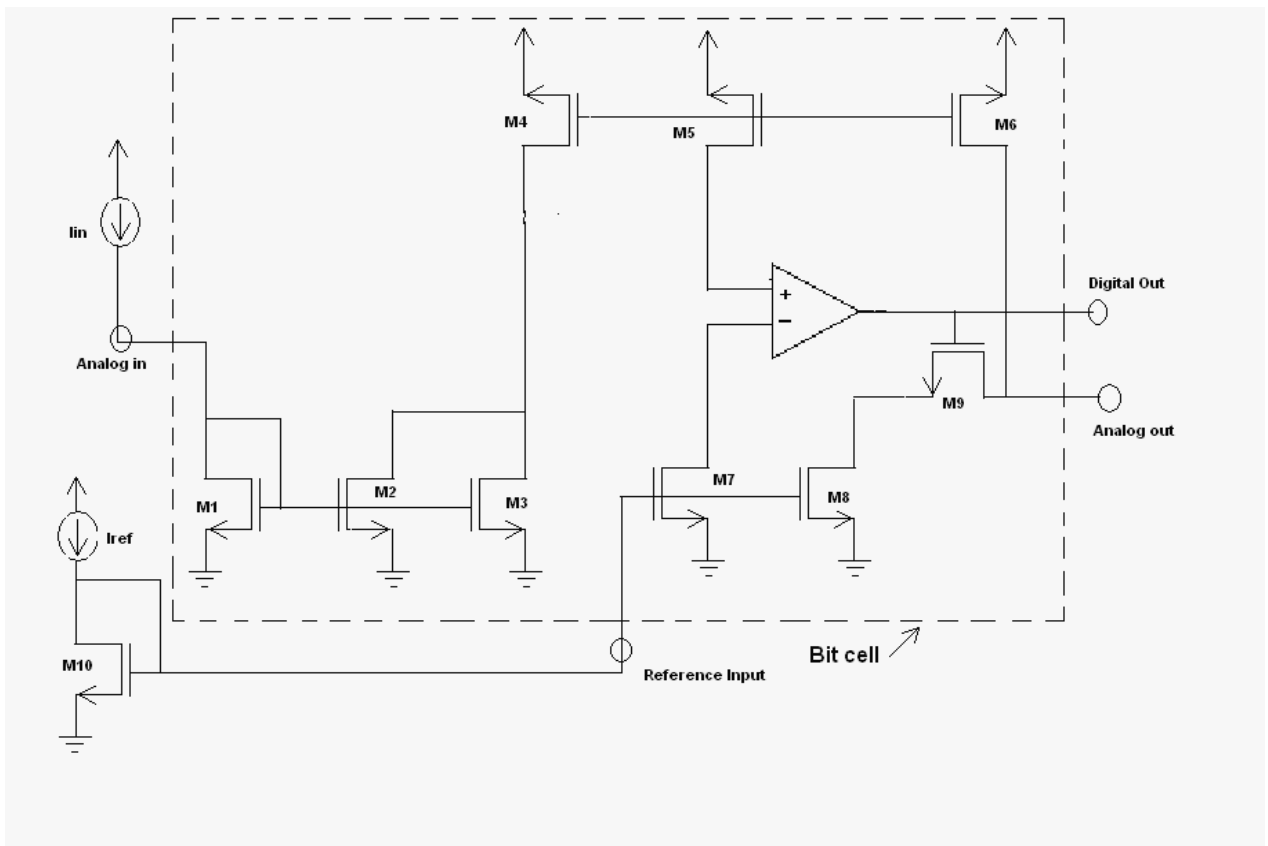 M4
M5
M6
Iin
+
−
Digital Out
Analog in
M9
Analog out
M1
M2
M3
M7
M8
Iref
Bit cell
M10
Reference Input